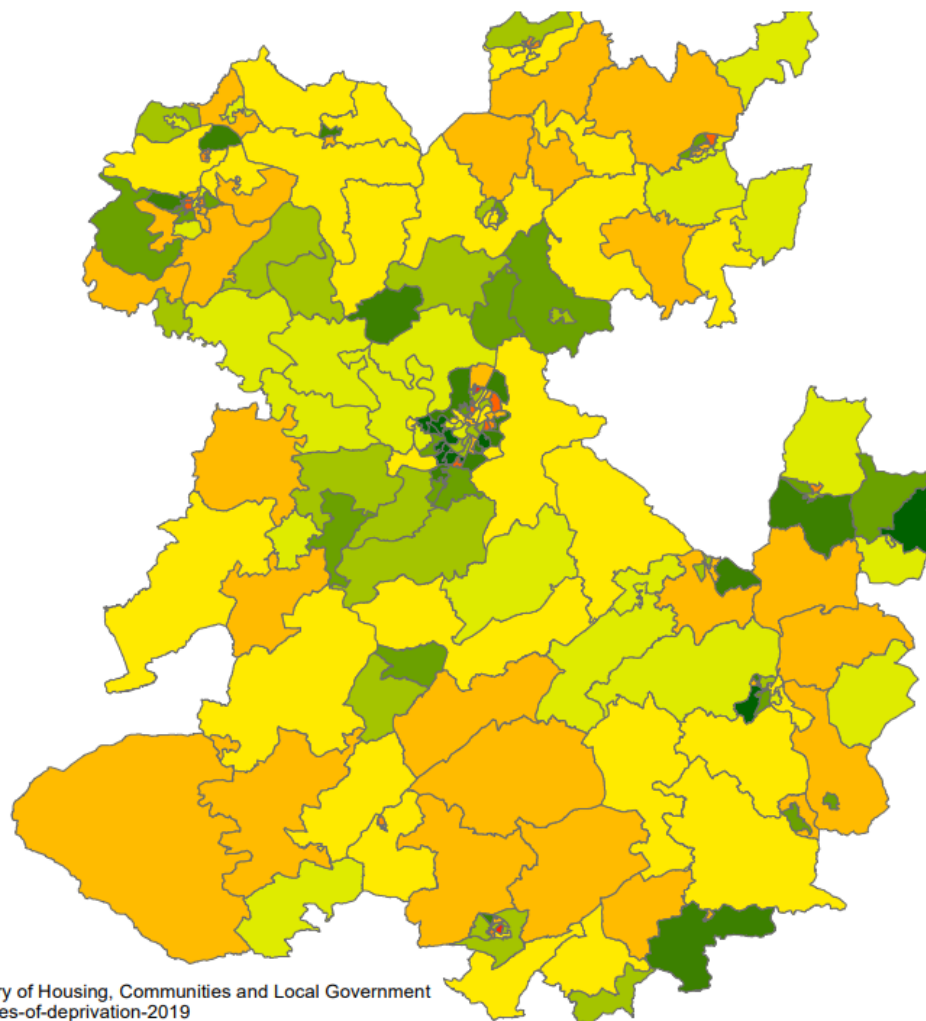 ry of Housing, Communities and Local Government
es-of-deprivation-2019